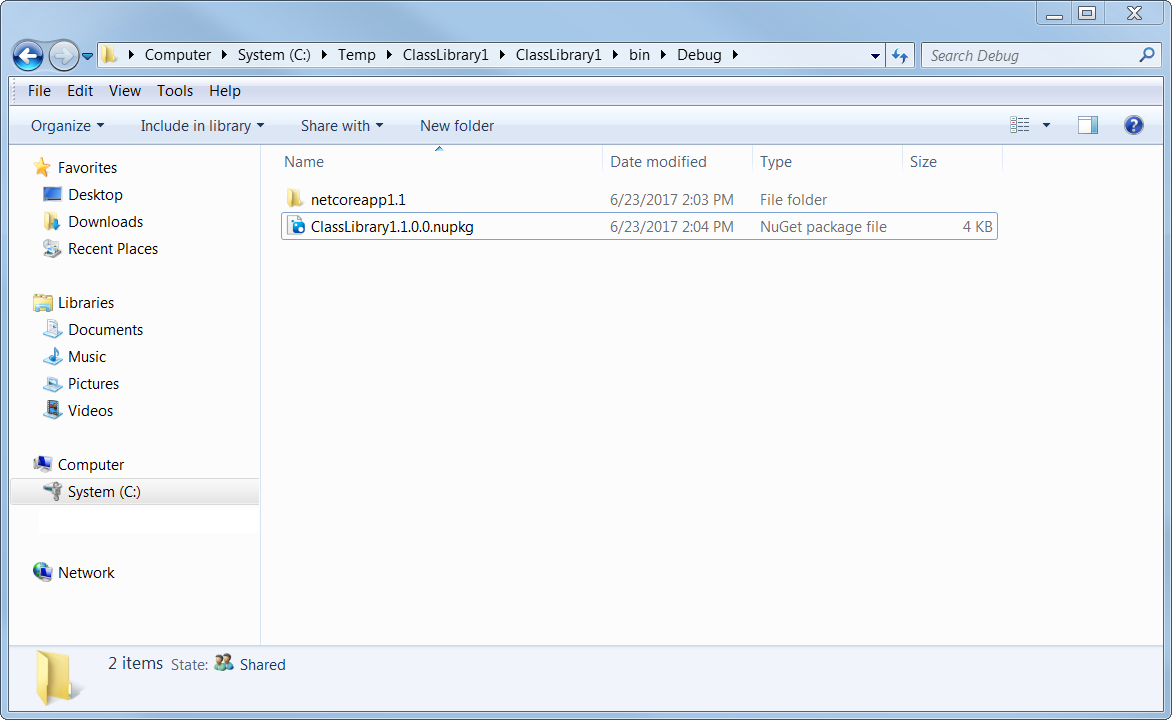 Computer System (C:) Temp ClassLibrary1 ClassLibrary1 bin Debug Search Debug
File Edit View Tools Help
Organize Include in library Share with New folder ?
Name Date modified Type Size
netcoreapp1.1 6/23/2017 2:03 PM File folder
ClassLibrary1.1.0.0.nupkg 6/23/2017 2:04 PM NuGet package file 4 KB
Favorites
Desktop
Downloads
Recent Places
Libraries
Documents
Music
Pictures
Videos
Computer
System (C:)
Network
2 items State: Shared